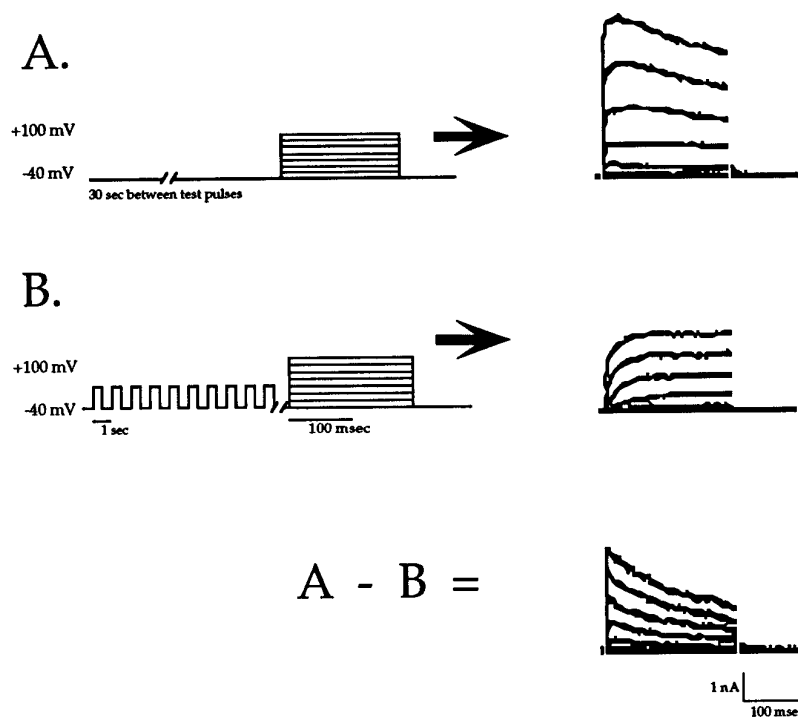 A.
+100 mV
-40 mV
30 sec between test pulses
B.
+100 mV
-40 mV
1 sec
100 msec
A - B =
1 nA
100 mse